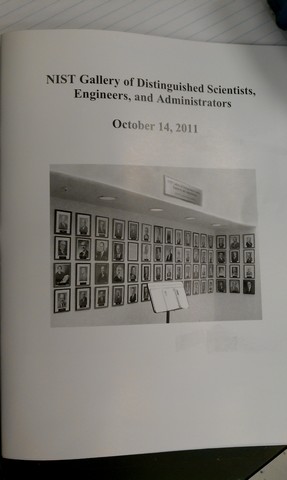 NIST Gallery of Distinguished Scientists,
Engineers, and Administrators
October 14, 2011